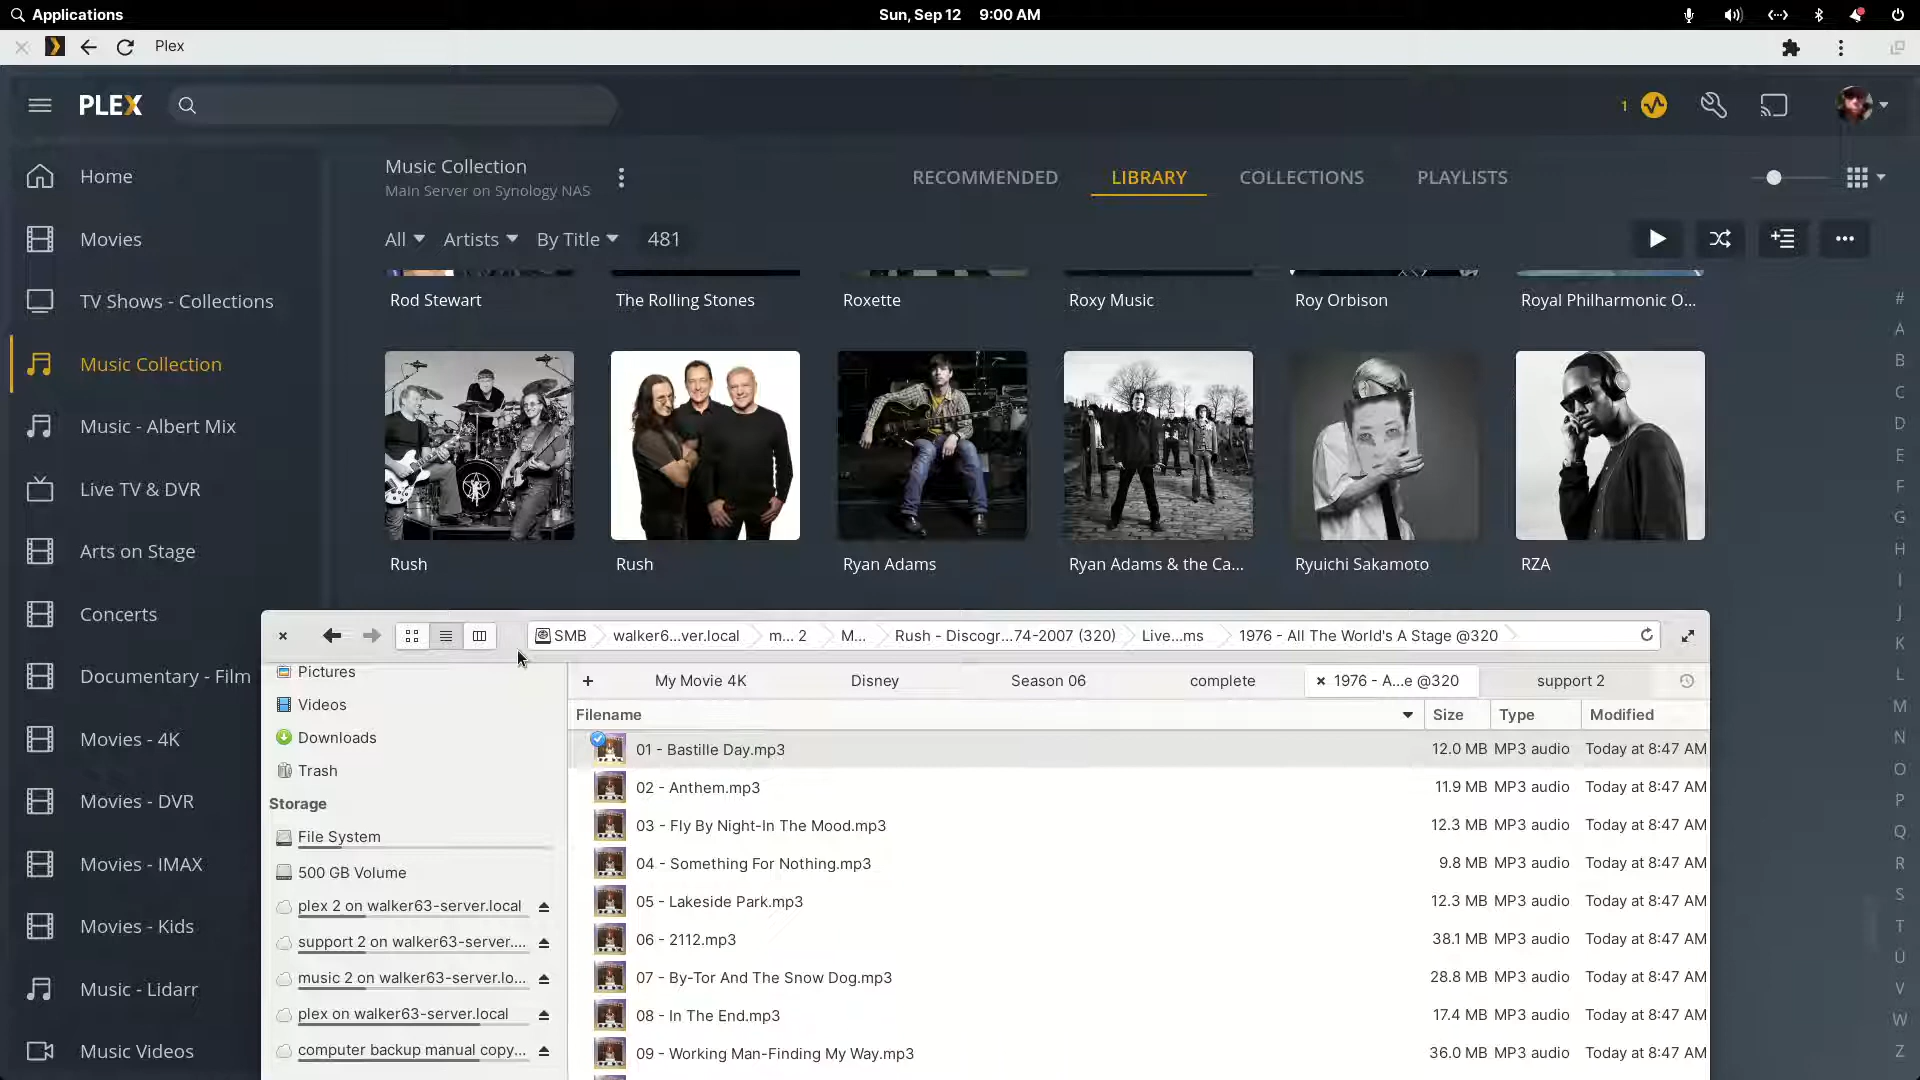 Applications
Sun, Sep 12 9:00 AM
Plex
PLEX
1
Home
Movies
TV Shows - Collections
Music Collection
Music - Albert Mix
Live TV & DVR
Arts on Stage
Concerts
Documentary - Film
Movies - 4K
Movies - DVR
Movies - IMAX
Movies - Kids
Music - Lidarr
Music Videos
Music Collection
Main Server on Synology NAS
RECOMMENDED LIBRARY COLLECTIONS PLAYLISTS
All Artists By Title 481
Rod Stewart The Rolling Stones Roxette Roxy Music Roy Orbison Royal Philharmonic O...
Rush Rush Ryan Adams Ryan Adams & the Ca... Ryuichi Sakamoto RZA
#
A
B
C
D
E
F
G
H
I
J
K
L
M
N
O
P
Q
R
S
T
U
V
W
Z
SMB walker6...ver.local m... 2 M... Rush - Discogr...74-2007 (320) Live...ms 1976 - All The World's A Stage @320
Pictures
Videos
Downloads
Trash
Storage
File System
500 GB Volume
plex 2 on walker63-server.local
support 2 on walker63-server....
music 2 on walker63-server.lo...
plex on walker63-server.local
computer backup manual copy...
+ My Movie 4K Disney Season 06 complete × 1976 - A...e @320 support 2
Filename Size Type Modified
01 - Bastille Day.mp3 12.0 MB MP3 audio Today at 8:47 AM
02 - Anthem.mp3 11.9 MB MP3 audio Today at 8:47 AM
03 - Fly By Night-In The Mood.mp3 12.3 MB MP3 audio Today at 8:47 AM
04 - Something For Nothing.mp3 9.8 MB MP3 audio Today at 8:47 AM
05 - Lakeside Park.mp3 12.3 MB MP3 audio Today at 8:47 AM
06 - 2112.mp3 38.1 MB MP3 audio Today at 8:47 AM
07 - By-Tor And The Snow Dog.mp3 28.8 MB MP3 audio Today at 8:47 AM
08 - In The End.mp3 17.4 MB MP3 audio Today at 8:47 AM
09 - Working Man-Finding My Way.mp3 36.0 MB MP3 audio Today at 8:47 AM